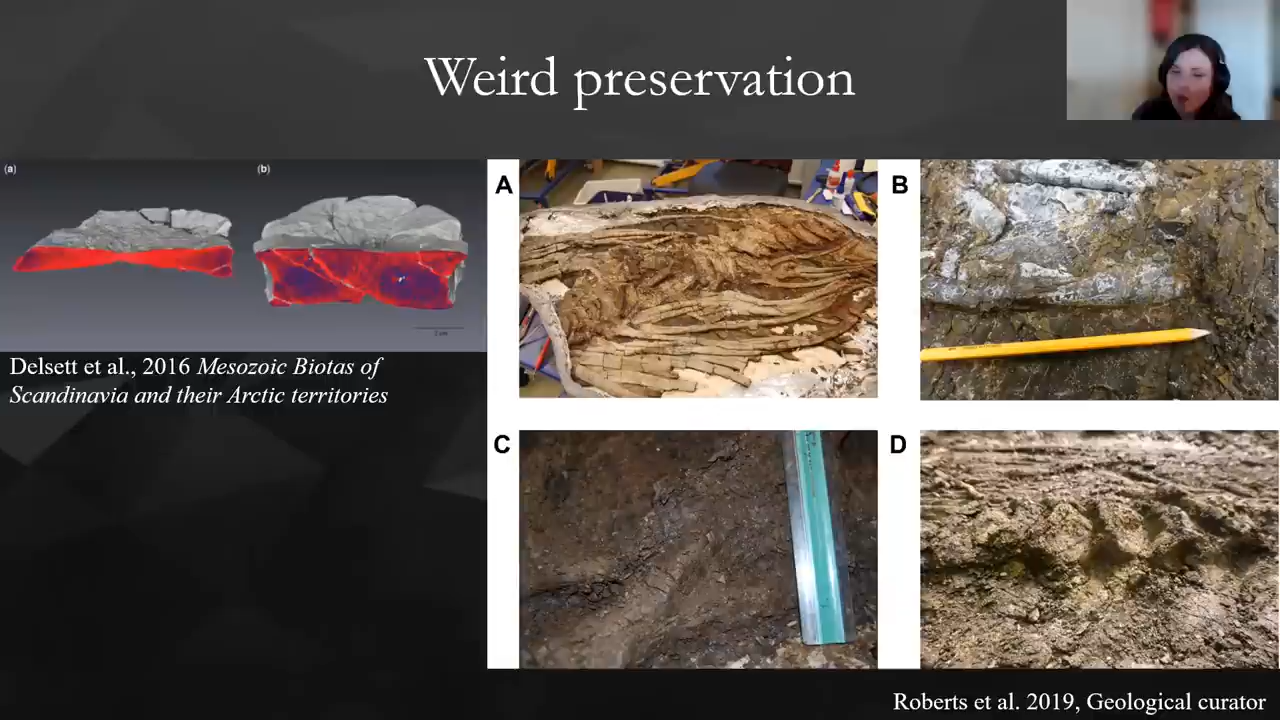 Weird preservation
(a)
(b)
A
B
Delsett et al., 2016 Mesozoic Biotas of
Scandinavia and their Arctic territories
C
D
Roberts et al. 2019, Geological curator